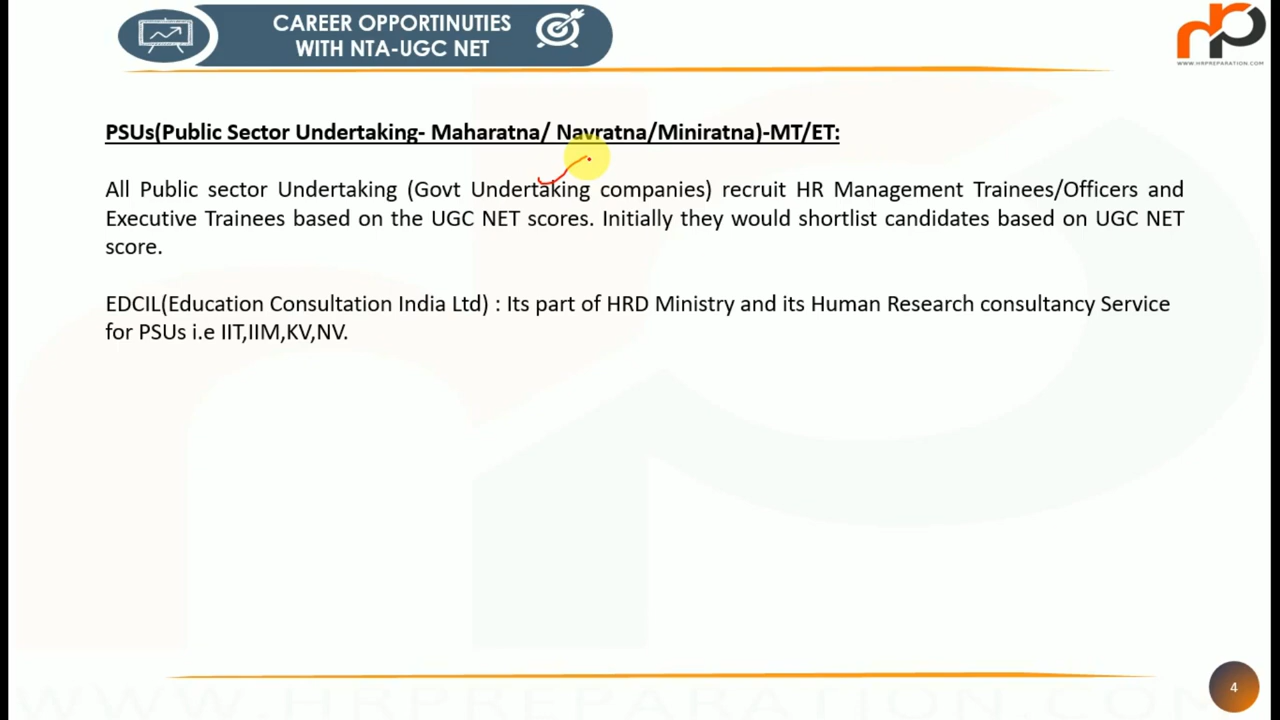 CAREER OPPORTINUTIES
WITH NTA-UGC NET
WWW.HRPREPARATION.COM
PSUs(Public Sector Undertaking- Maharatna/ Navratna/Miniratna)-MT/ET:
All Public sector Undertaking (Govt Undertaking companies) recruit HR Management Trainees/Officers and
Executive Trainees based on the UGC NET scores. Initially they would shortlist candidates based on UGC NET
score.
EDCIL(Education Consultation India Ltd) : Its part of HRD Ministry and its Human Research consultancy Service
for PSUs i.e IIT,IIM,KV,NV.
WWW.HRPREPARATION.COM
4